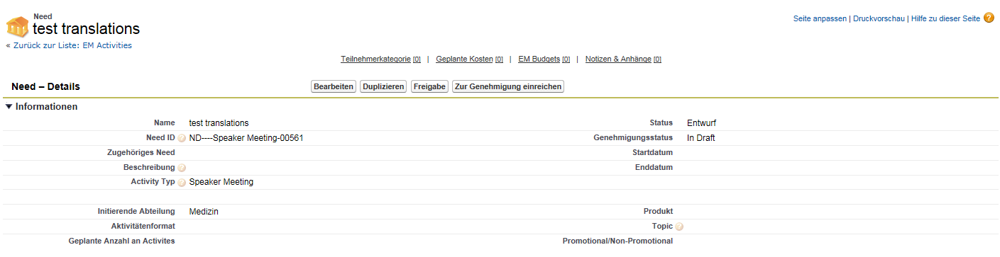 Need
test translations
Seite anpassen | Druckvorschau | Hilfe zu dieser Seite ?
« Zurück zur Liste: EM Activities
Teilnehmerkategorie [0] | Geplante Kosten [0] | EM Budgets [0] | Notizen & Anhänge [0]
Need – Details Bearbeiten Duplizieren Freigabe Zur Genehmigung einreichen
Informationen
Name test translations Status Entwurf
Need ID ? ND----Speaker Meeting-00561 Genehmigungsstatus In Draft
Zugehöriges Need Startdatum
Beschreibung ? Enddatum
Activity Typ ? Speaker Meeting
Initierende Abteilung Medizin Produkt
Aktivitätenformat Topic ?
Geplante Anzahl an Activites Promotional/Non-Promotional